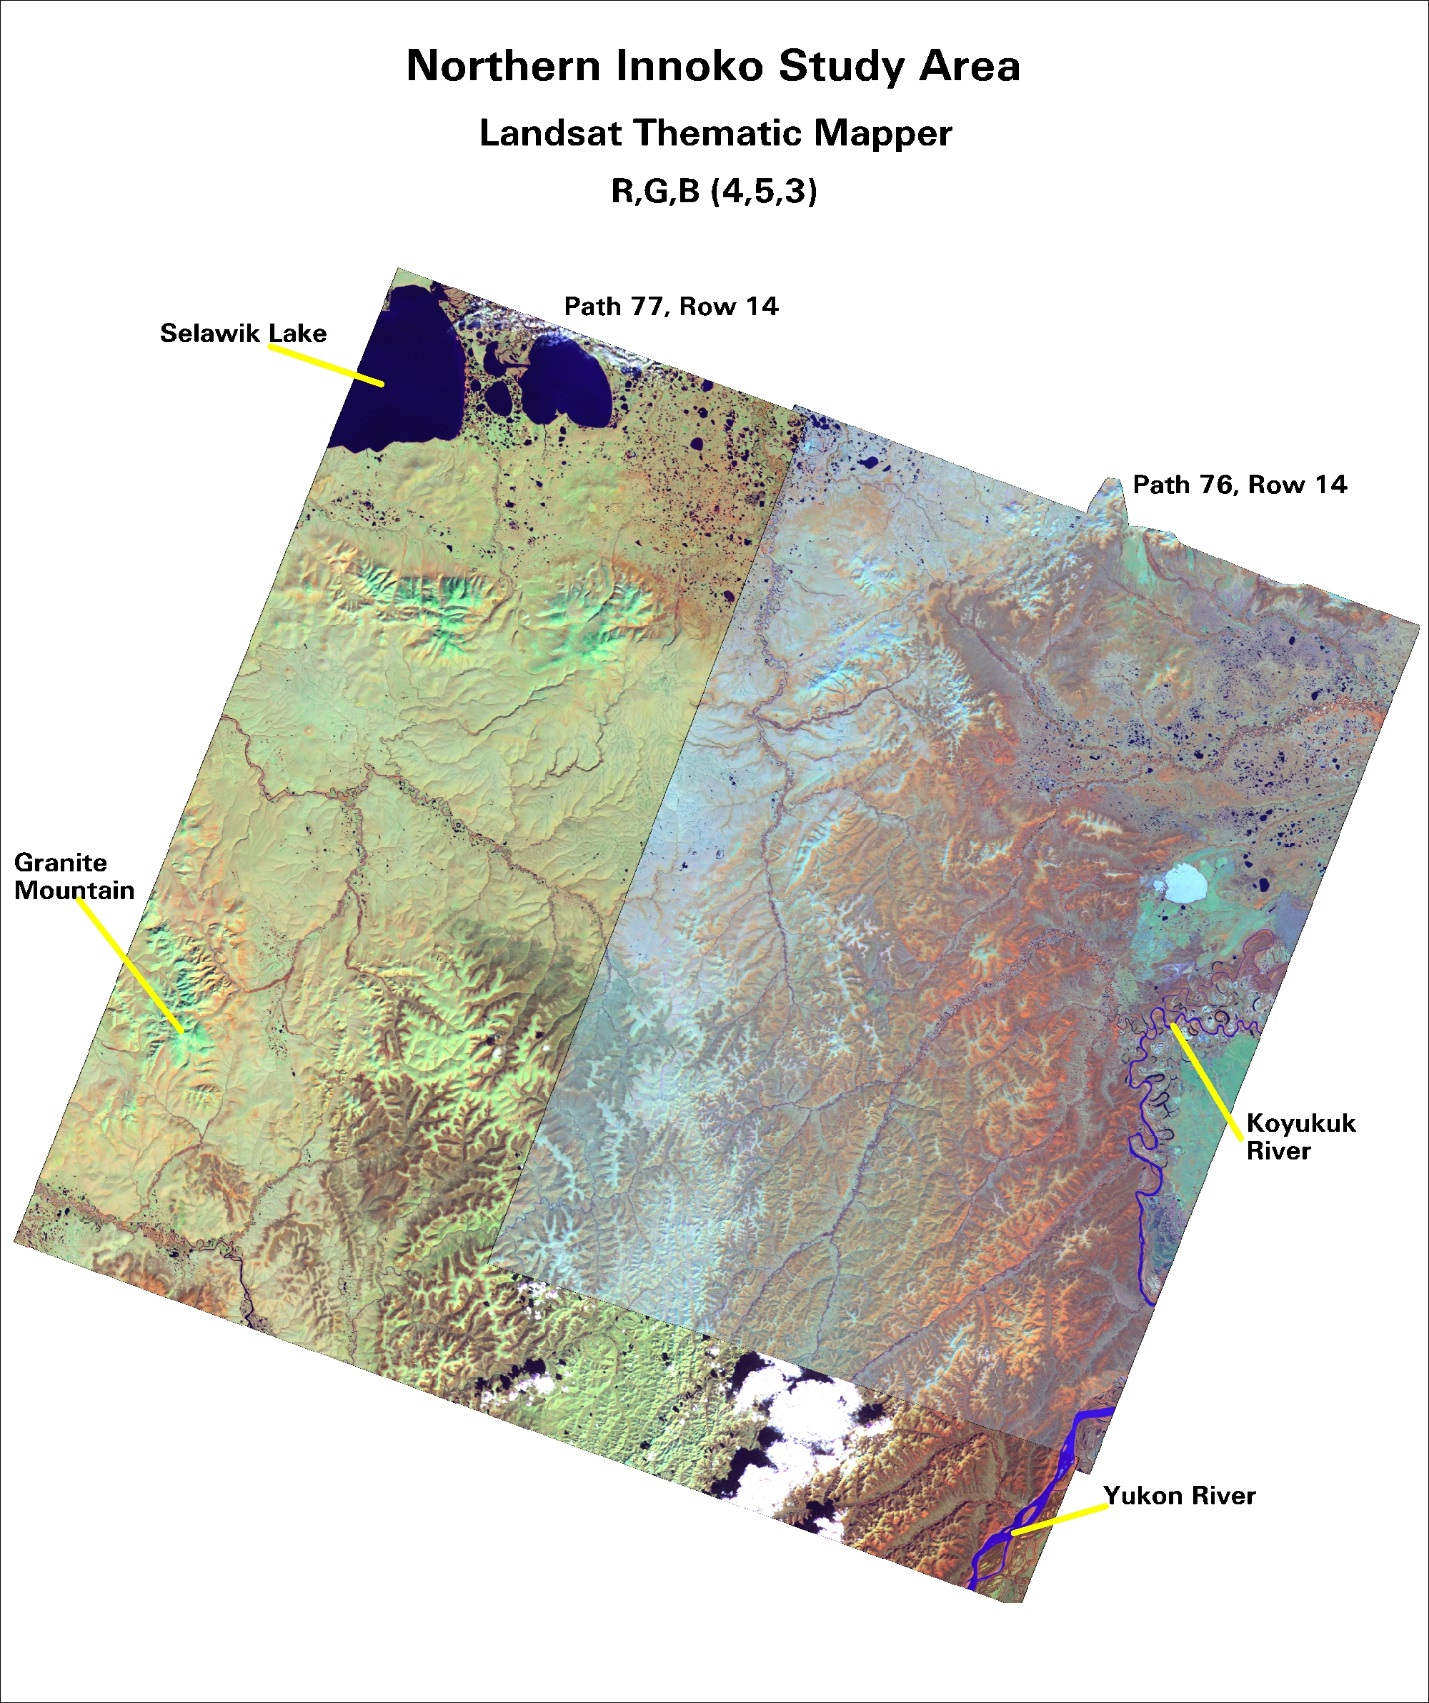 Northern Innoko Study Area
Landsat Thematic Mapper
R,G,B (4,5,3)
Path 77, Row 14
Selawik Lake
Path 76, Row 14
Granite
Mountain
Koyukuk
River
Yukon River